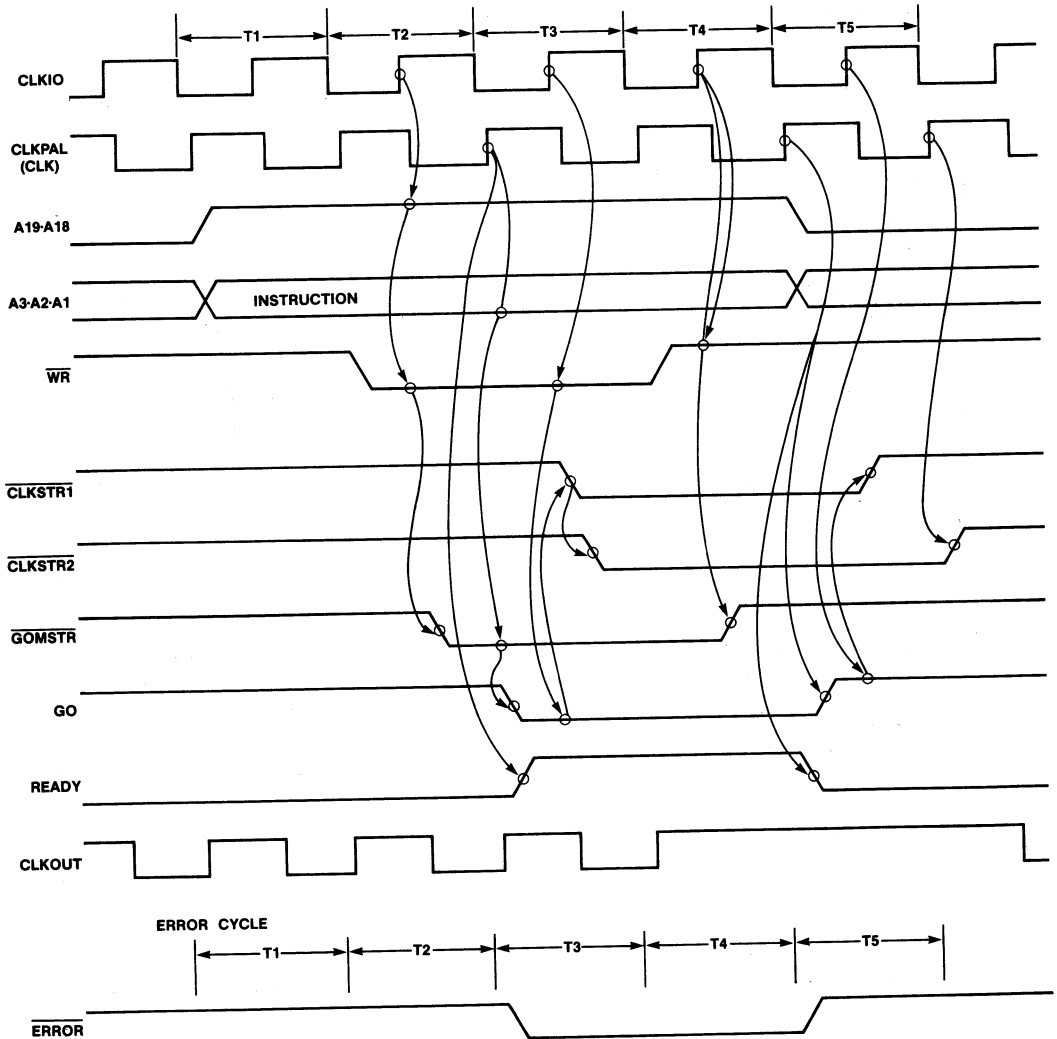 T1 T2 T3 T4 T5
CLKIO
CLKPAL
(CLK)
A19·A18
A3·A2·A1
INSTRUCTION
WR
CLKSTR1
CLKSTR2
GOMSTR
GO
READY
CLKOUT
ERROR CYCLE
T1 T2 T3 T4 T5
ERROR